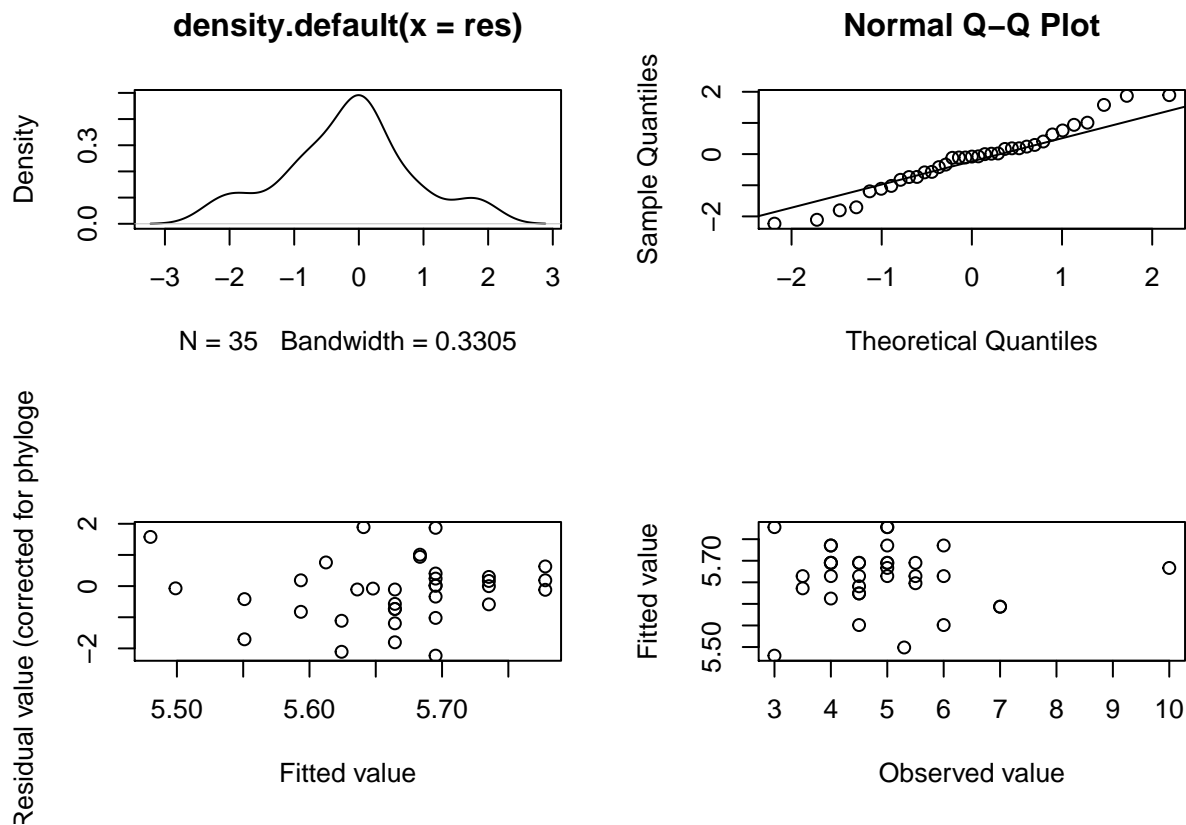 density.default(x = res)
Density
0.0 0.3
−3 −2 −1 0 1 2 3
N = 35 Bandwidth = 0.3305
Normal Q−Q Plot
Sample Quantiles
−2 0 2
−2 −1 0 1 2
Theoretical Quantiles
Residual value (corrected for phyloge
−2 0 2
5.50 5.60 5.70
Fitted value
Fitted value
5.50 5.70
3 4 5 6 7 8 9 10
Observed value